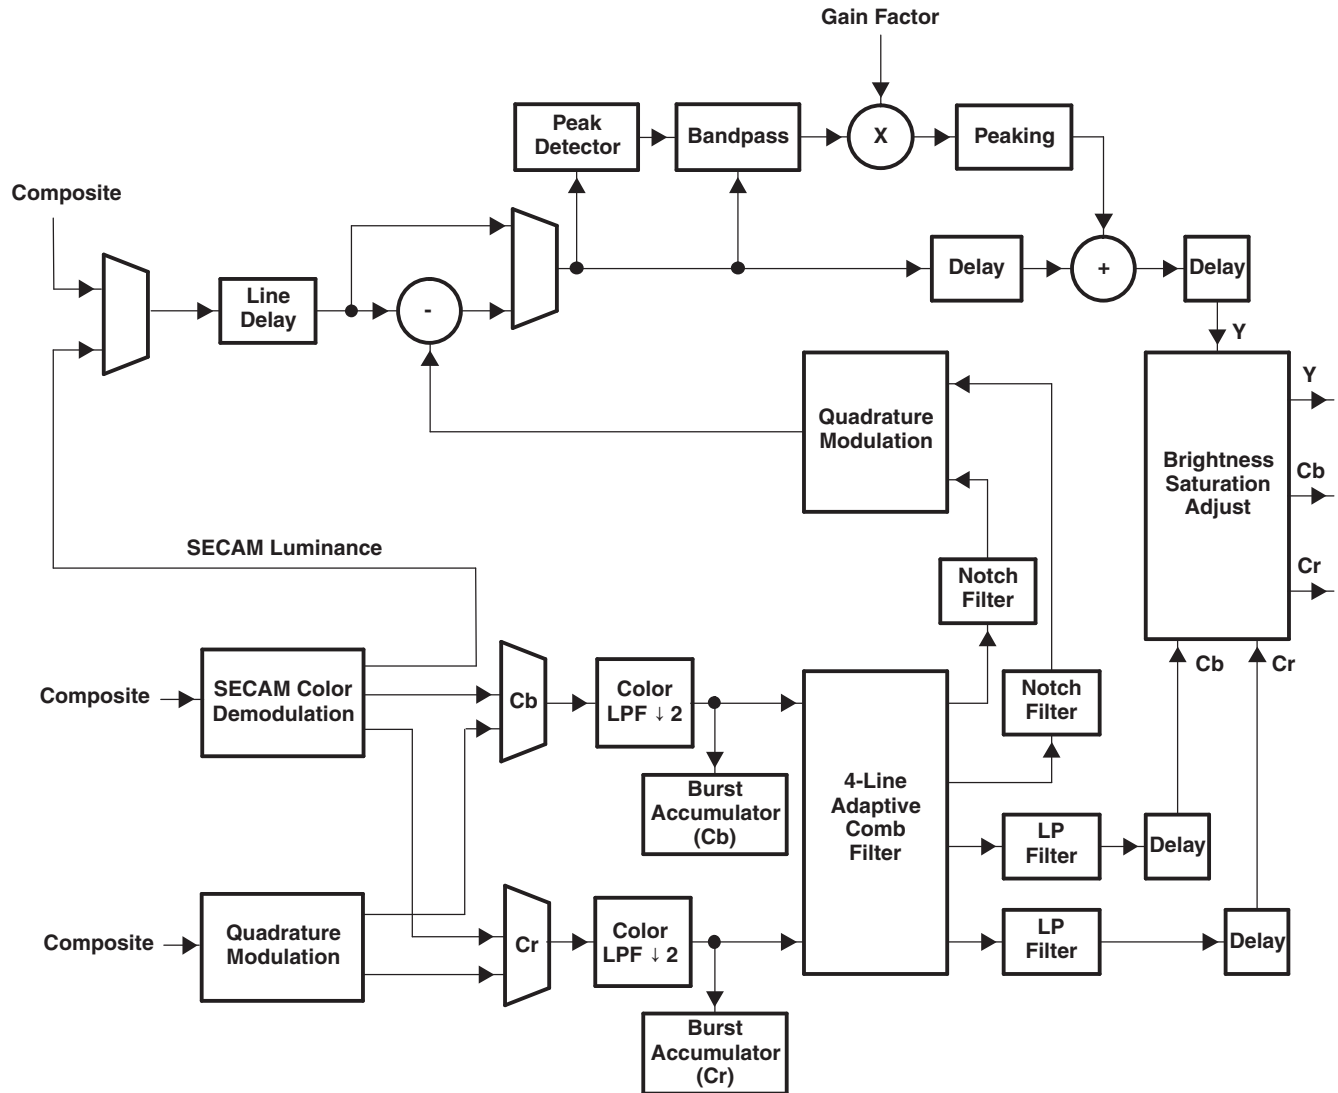 Gain Factor
Peak
Detector
Bandpass
X
Peaking
Composite
Line
Delay
-
Delay
+
Delay
Y
Quadrature
Modulation
Brightness
Saturation
Adjust
Y
Cb
Cr
SECAM Luminance
Notch
Filter
Composite
SECAM Color
Demodulation
Cb
Color
LPF ↓ 2
Notch
Filter
Cb
Cr
Burst
Accumulator
(Cb)
4-Line
Adaptive
Comb
Filter
LP
Filter
Delay
Composite
Quadrature
Modulation
Cr
Color
LPF ↓ 2
LP
Filter
Delay
Burst
Accumulator
(Cr)